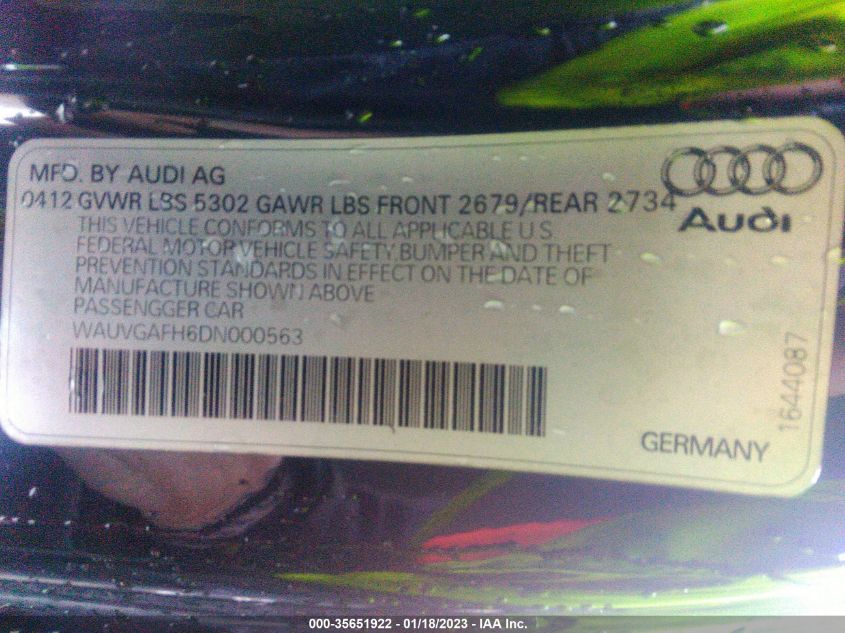 MFD. BY AUDI AG
0412 GVWR LBS 5302 GAWR LBS FRONT 2679/REAR 2734
Audi
THIS VEHICLE CONFORMS TO ALL APPLICABLE U.S.
FEDERAL MOTOR VEHICLE SAFETY, BUMPER AND THEFT
PREVENTION STANDARDS IN EFFECT ON THE DATE OF
MANUFACTURE SHOWN ABOVE
PASSENGGER CAR
WAUVGAFH6DN000563
1644087
GERMANY
000-35651922 - 01/18/2023 - IAA Inc.